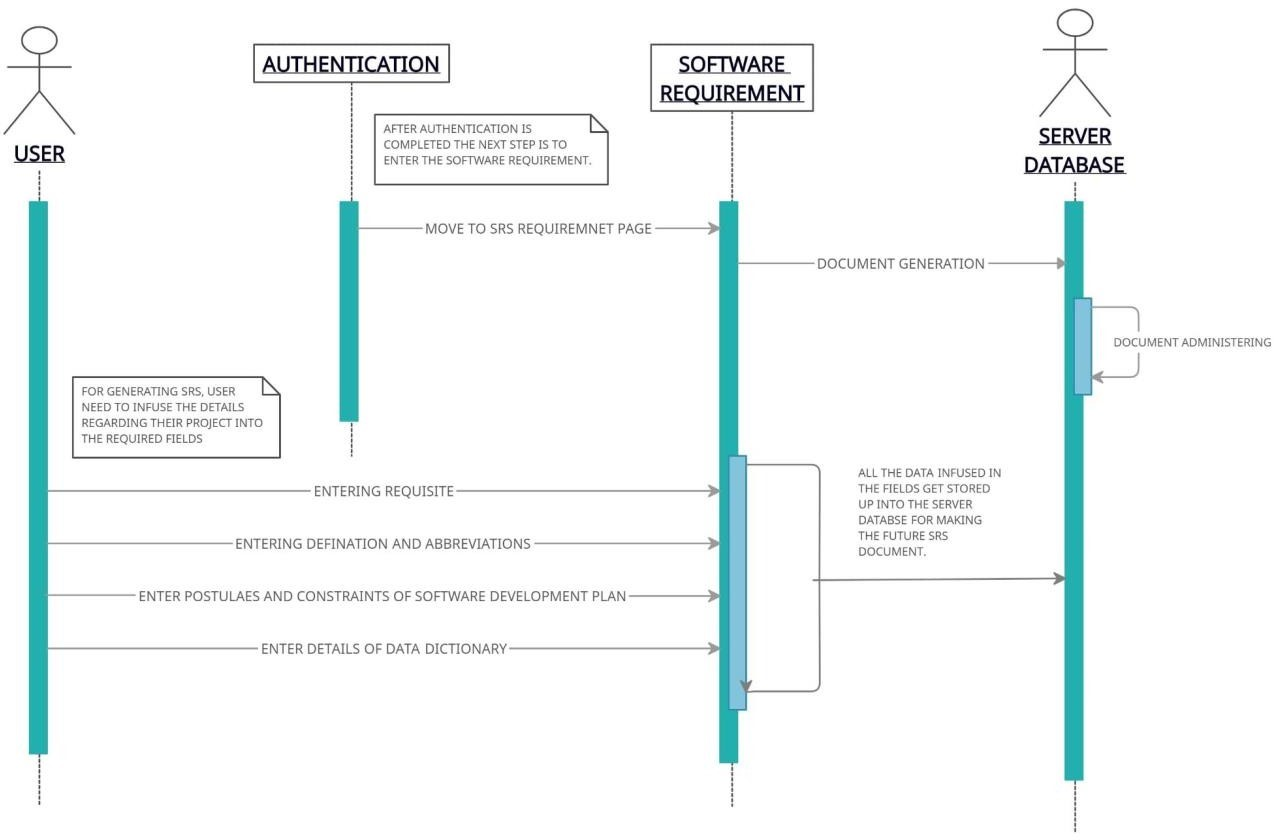 USER
AUTHENTICATION
SOFTWARE
REQUIREMENT
SERVER
DATABASE
AFTER AUTHENTICATION IS
COMPLETED THE NEXT STEP IS TO
ENTER THE SOFTWARE REQUIREMENT.
MOVE TO SRS REQUIREMNET PAGE
DOCUMENT GENERATION
DOCUMENT ADMINISTERING
FOR GENERATING SRS, USER
NEED TO INFUSE THE DETAILS
REGARDING THEIR PROJECT INTO
THE REQUIRED FIELDS
ENTERING REQUISITE
ENTERING DEFINATION AND ABBREVIATIONS
ENTER POSTULAES AND CONSTRAINTS OF SOFTWARE DEVELOPMENT PLAN
ENTER DETAILS OF DATA DICTIONARY
ALL THE DATA INFUSED IN
THE FIELDS GET STORED
UP INTO THE SERVER
DATABSE FOR MAKING
THE FUTURE SRS
DOCUMENT.